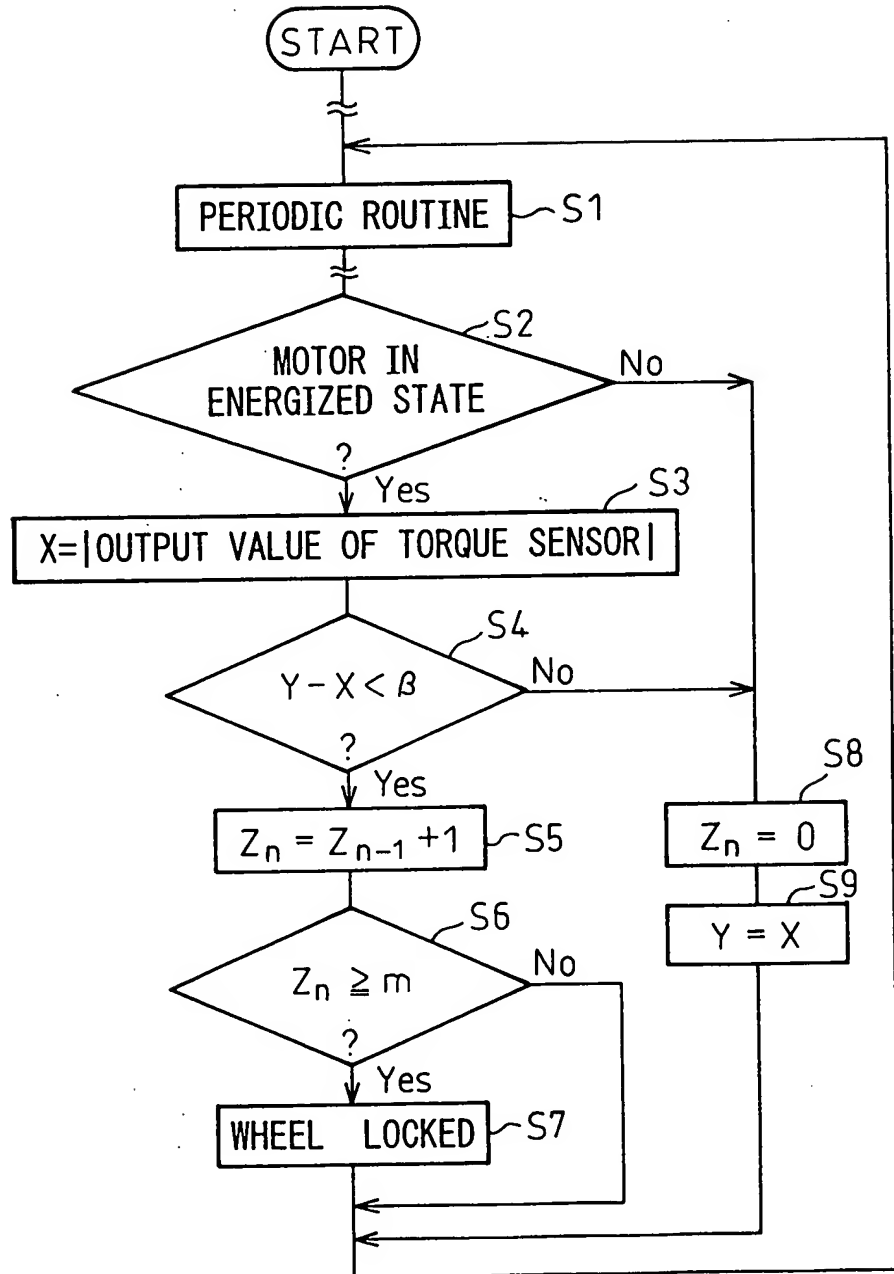 START
PERIODIC ROUTINE
S1
S2
MOTOR IN
ENERGIZED STATE
?
No
Yes
S3
X=|OUTPUT VALUE OF TORQUE SENSOR|
S4
Y-X<β
?
No
Yes
Zn = Zn-1 +1
S5
S8
Zn = 0
S9
Y = X
S6
Zn ≧ m
?
No
Yes
WHEEL LOCKED
S7